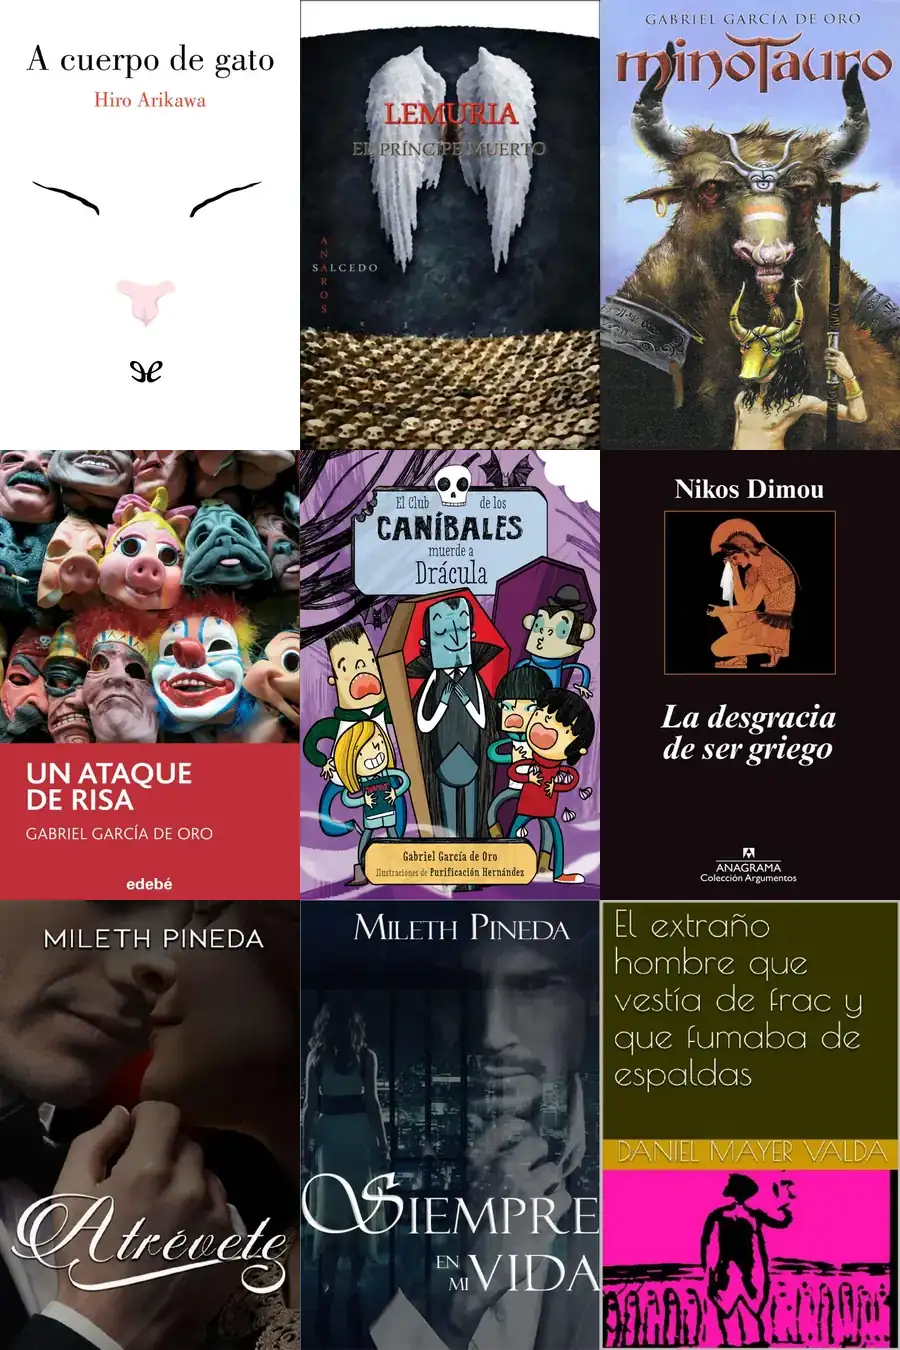 A cuerpo de gato
Hiro Arikawa
LEMURIA
EL PRÍNCIPE MUERTO
ANAROS
SALCEDO
GABRIEL GARCÍA DE ORO
minoTauro
UN ATAQUE
DE RISA
GABRIEL GARCÍA DE ORO
edebé
El Club de los
CANÍBALES
muerde a
Drácula
Gabriel García de Oro
Ilustraciones de Purificación Hernández
Nikos Dimou
La desgracia
de ser griego
ANAGRAMA
Colección Argumentos
MILETH PINEDA
Atrévete
MILETH PINEDA
SIEMPRE
EN
MI VIDA
El extraño
hombre que
vestía de frac y
que fumaba de
espaldas
DANIEL MAYER VALDA